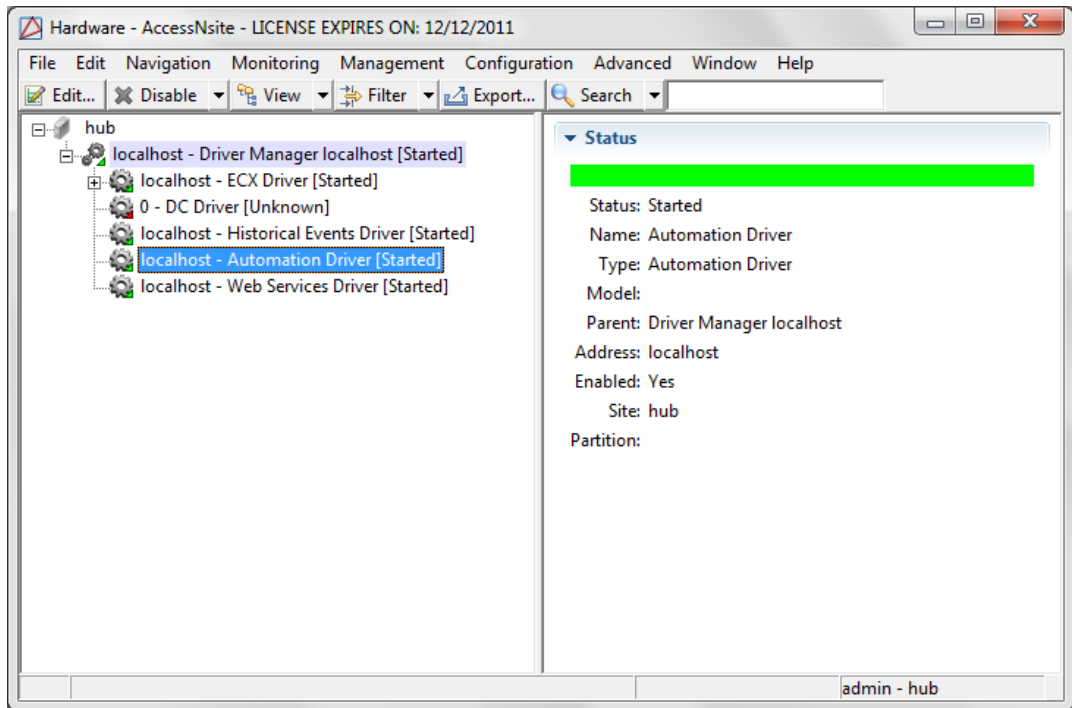 Hardware - AccessNsite - LICENSE EXPIRES ON: 12/12/2011
File Edit Navigation Monitoring Management Configuration Advanced Window Help
Edit... Disable View Filter Export... Search
hub
localhost - Driver Manager localhost [Started]
localhost - ECX Driver [Started]
0 - DC Driver [Unknown]
localhost - Historical Events Driver [Started]
localhost - Automation Driver [Started]
localhost - Web Services Driver [Started]
Status
Status: Started
Name: Automation Driver
Type: Automation Driver
Model:
Parent: Driver Manager localhost
Address: localhost
Enabled: Yes
Site: hub
Partition:
admin - hub